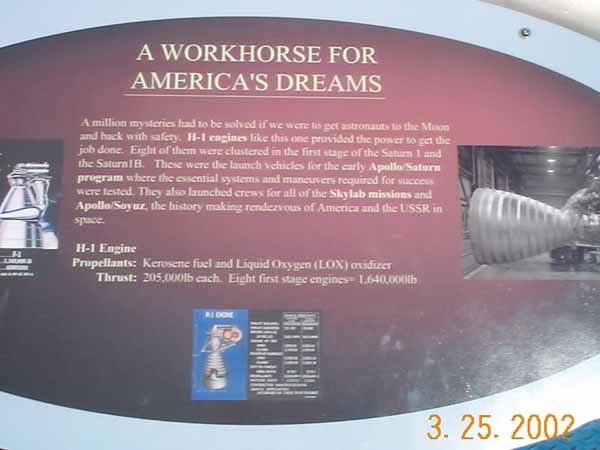 A WORKHORSE FOR
AMERICA'S DREAMS
A million mysteries had to be solved if we were to get astronauts to the Moon
and back with safety. H-1 engines like this one provided the power to get the
job done. Eight of them were clustered in the first stage of the Saturn 1 and
the Saturn1B. These were the launch vehicles for the early Apollo/Saturn
program where the essential systems and maneuvers required for success
were tested. They also launched crews for all of the Skylab missions and
Apollo/Soyuz, the history making rendezvous of America and the USSR in
space.
H-1 Engine
Propellants: Kerosene fuel and Liquid Oxygen (LOX) oxidizer
Thrust: 205,000lb each. Eight first stage engines= 1,640,000lb
H-1 ENGINE
3.25.2002